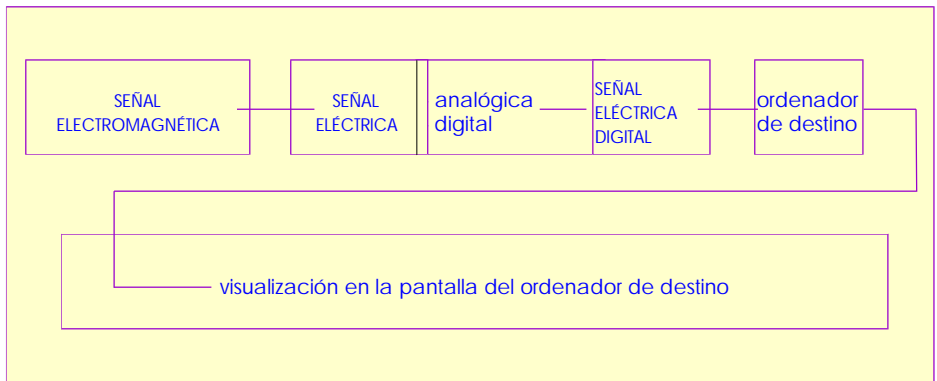 SEÑAL
ELECTROMAGNÉTICA
SEÑAL
ELÉCTRICA
analógica
digital
SEÑAL
ELÉCTRICA
DIGITAL
ordenador
de destino
visualización en la pantalla del ordenador de destino